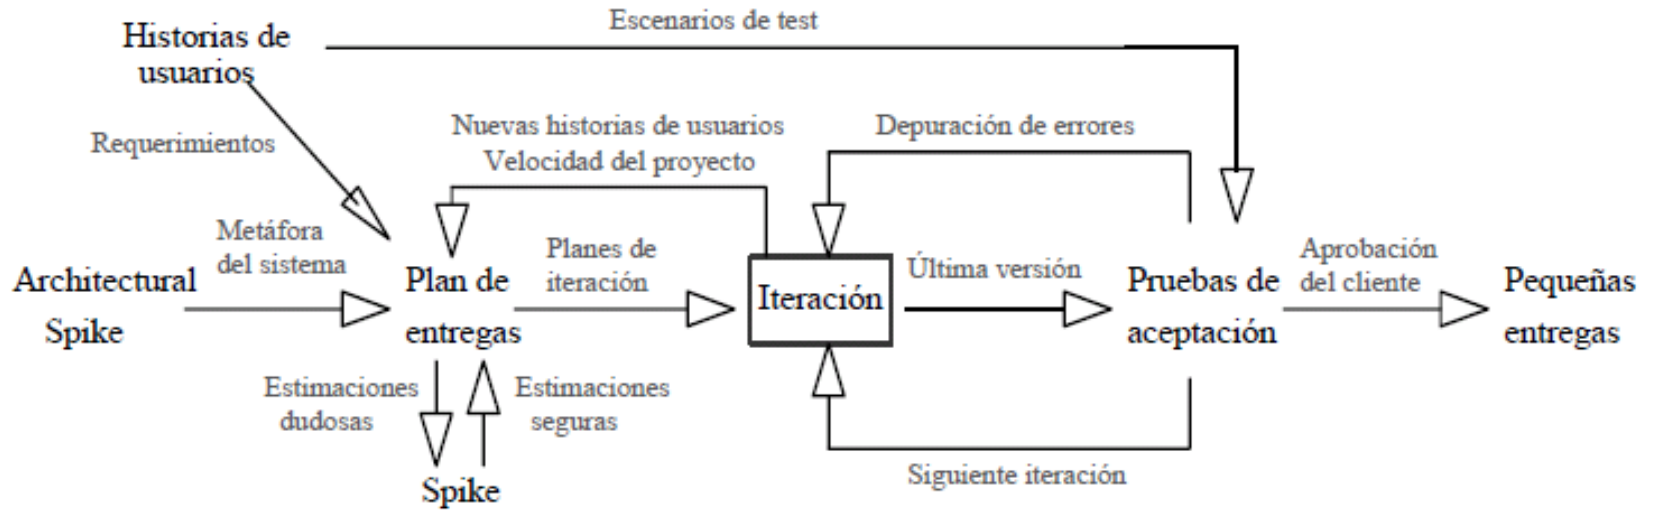 Escenarios de test
Historias de
usuarios
Requerimientos
Nuevas historias de usuarios
Velocidad del proyecto
Depuración de errores
Metáfora
del sistema
Architectural
Spike
Plan de
entregas
Planes de
iteración
Iteración
Última versión
Pruebas de
aceptación
Aprobación
del cliente
Pequeñas
entregas
Estimaciones
dudosas
Estimaciones
seguras
Spike
Siguiente iteración